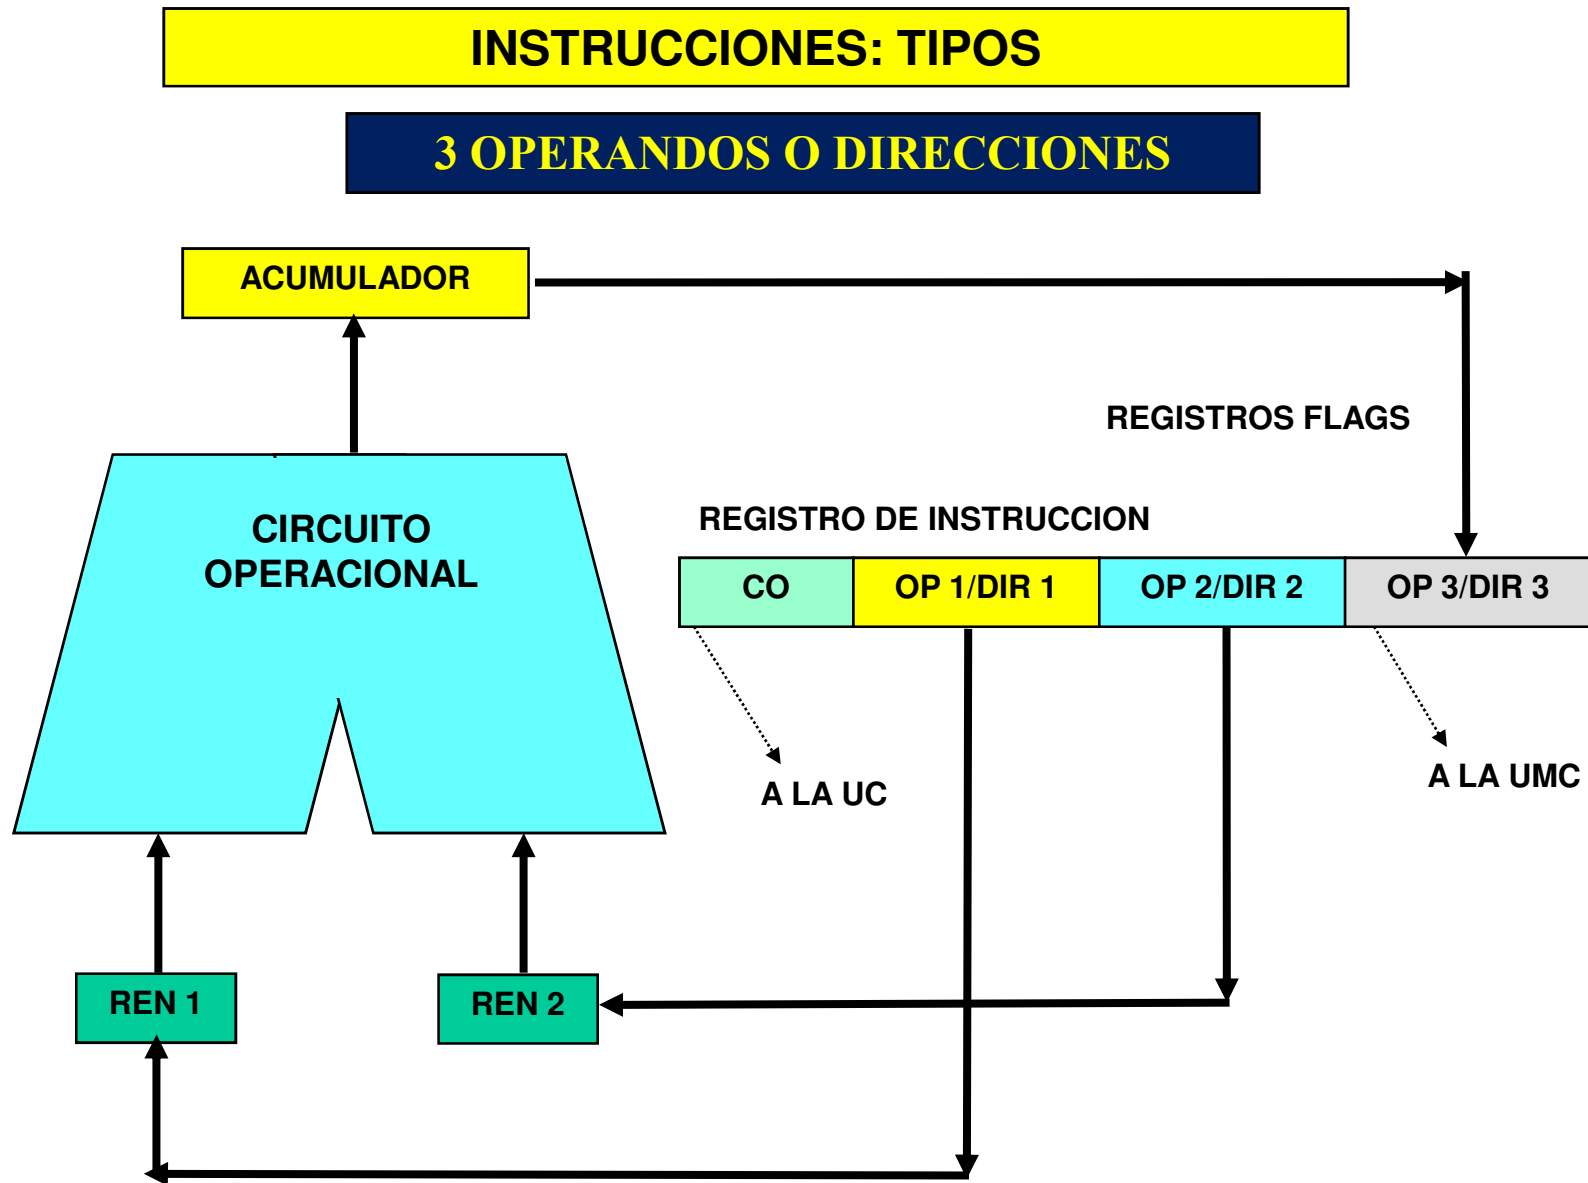 INSTRUCCIONES: TIPOS
3 OPERANDOS O DIRECCIONES
ACUMULADOR
REGISTROS FLAGS
CIRCUITO
OPERACIONAL
REGISTRO DE INSTRUCCION
CO
OP 1/DIR 1
OP 2/DIR 2
OP 3/DIR 3
A LA UC
A LA UMC
REN 1
REN 2